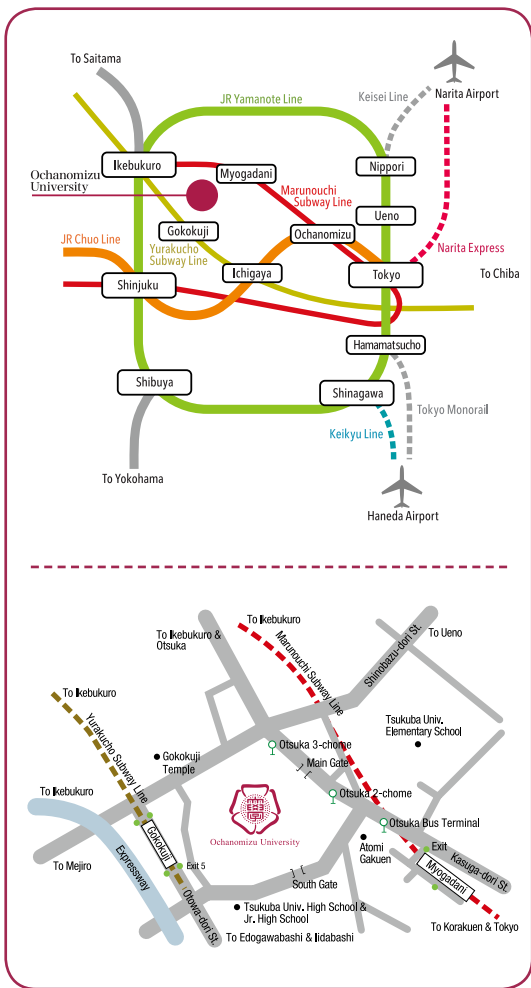 To Saitama
JR Yamanote Line
Keisei Line
Narita Airport
Ikebukuro
Nippori
Ochanomizu
University
Myogadani
Marunouchi
Subway Line
Ueno
Gokokuji
Ochanomizu
JR Chuo Line
Yurakucho
Subway Line
Narita Express
Ichigaya
Tokyo
To Chiba
Shinjuku
Hamamatsucho
Shibuya
Shinagawa
Tokyo Monorail
Keikyu Line
To Yokohama
Haneda Airport
To Ikebukuro
To Ikebukuro &
Otsuka
Marunouchi Subway Line
Shinobazu-dori St.
To Ueno
To Ikebukuro
Yurakucho Subway Line
Tsukuba Univ.
Elementary School
Otsuka 3-chome
Gokokuji
Temple
Main Gate
To Ikebukuro
Otsuka 2-chome
Ochanomizu University
Otsuka Bus Terminal
Gokokuji
Atomi
Gakuen
Exit
To Mejiro
Expressway
Exit 5
Kasuga-dori St.
Myogadani
South Gate
Otowa-dori St.
Tsukuba Univ. High School &
Jr. High School
To Korakuen & Tokyo
To Edogawabashi & Iidabashi